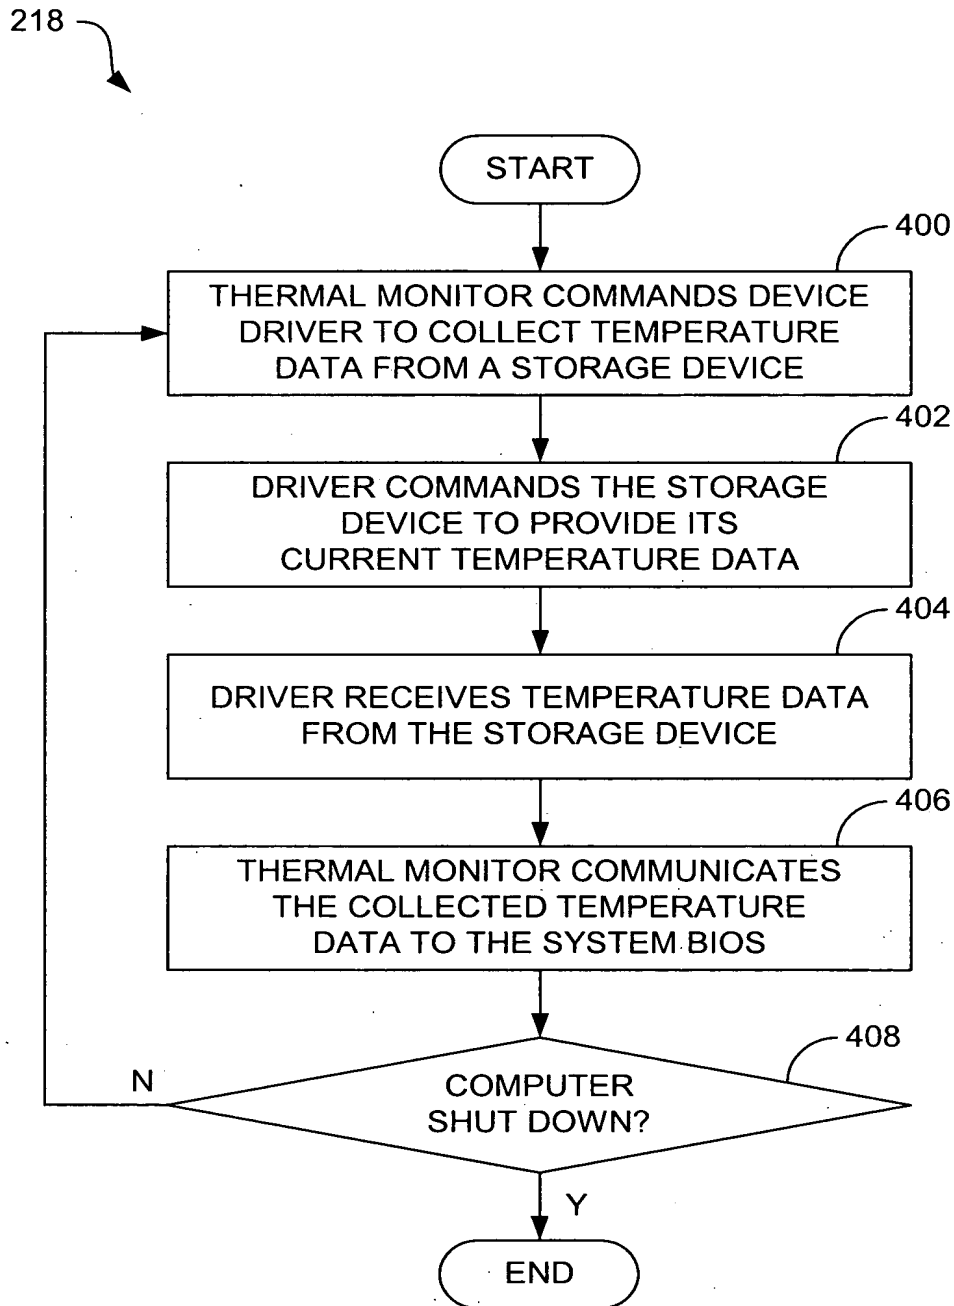 218
START
400
THERMAL MONITOR COMMANDS DEVICE
DRIVER TO COLLECT TEMPERATURE
DATA FROM A STORAGE DEVICE
402
DRIVER COMMANDS THE STORAGE
DEVICE TO PROVIDE ITS
CURRENT TEMPERATURE DATA
404
DRIVER RECEIVES TEMPERATURE DATA
FROM THE STORAGE DEVICE
406
THERMAL MONITOR COMMUNICATES
THE COLLECTED TEMPERATURE
DATA TO THE SYSTEM BIOS
408
N
COMPUTER
SHUT DOWN?
Y
END